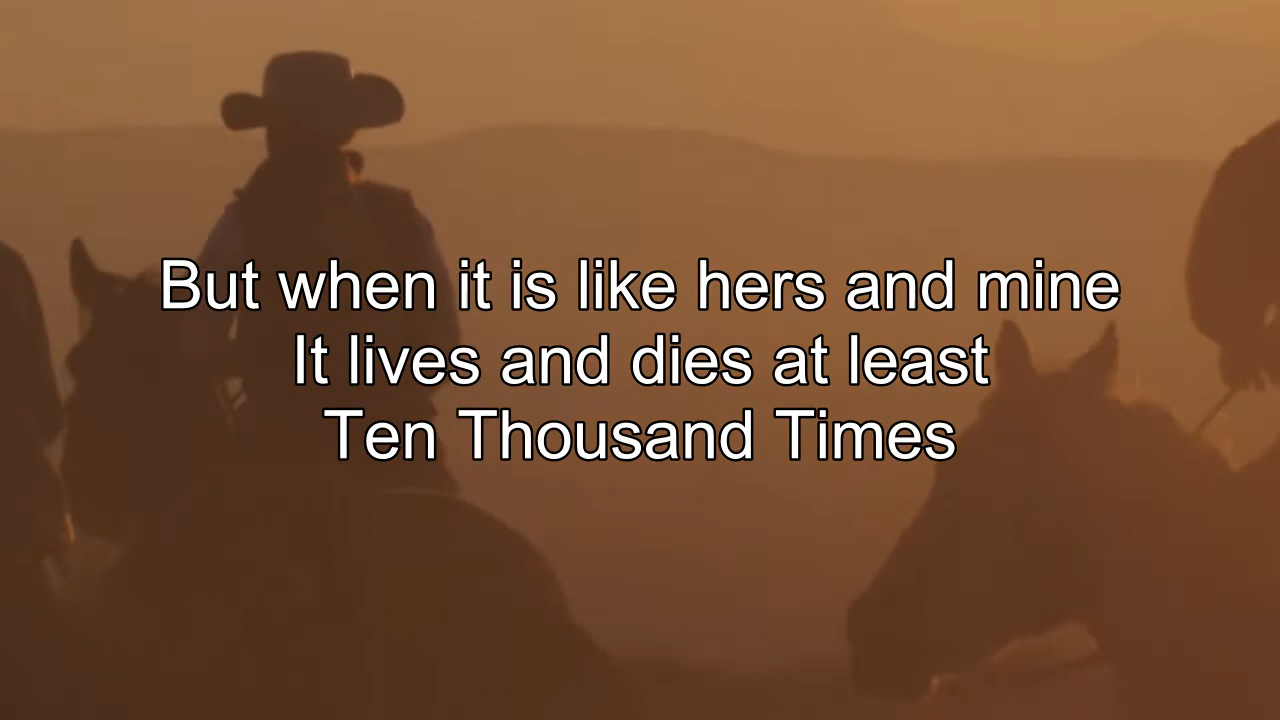 But when it is like hers and mine
It lives and dies at least
Ten Thousand Times